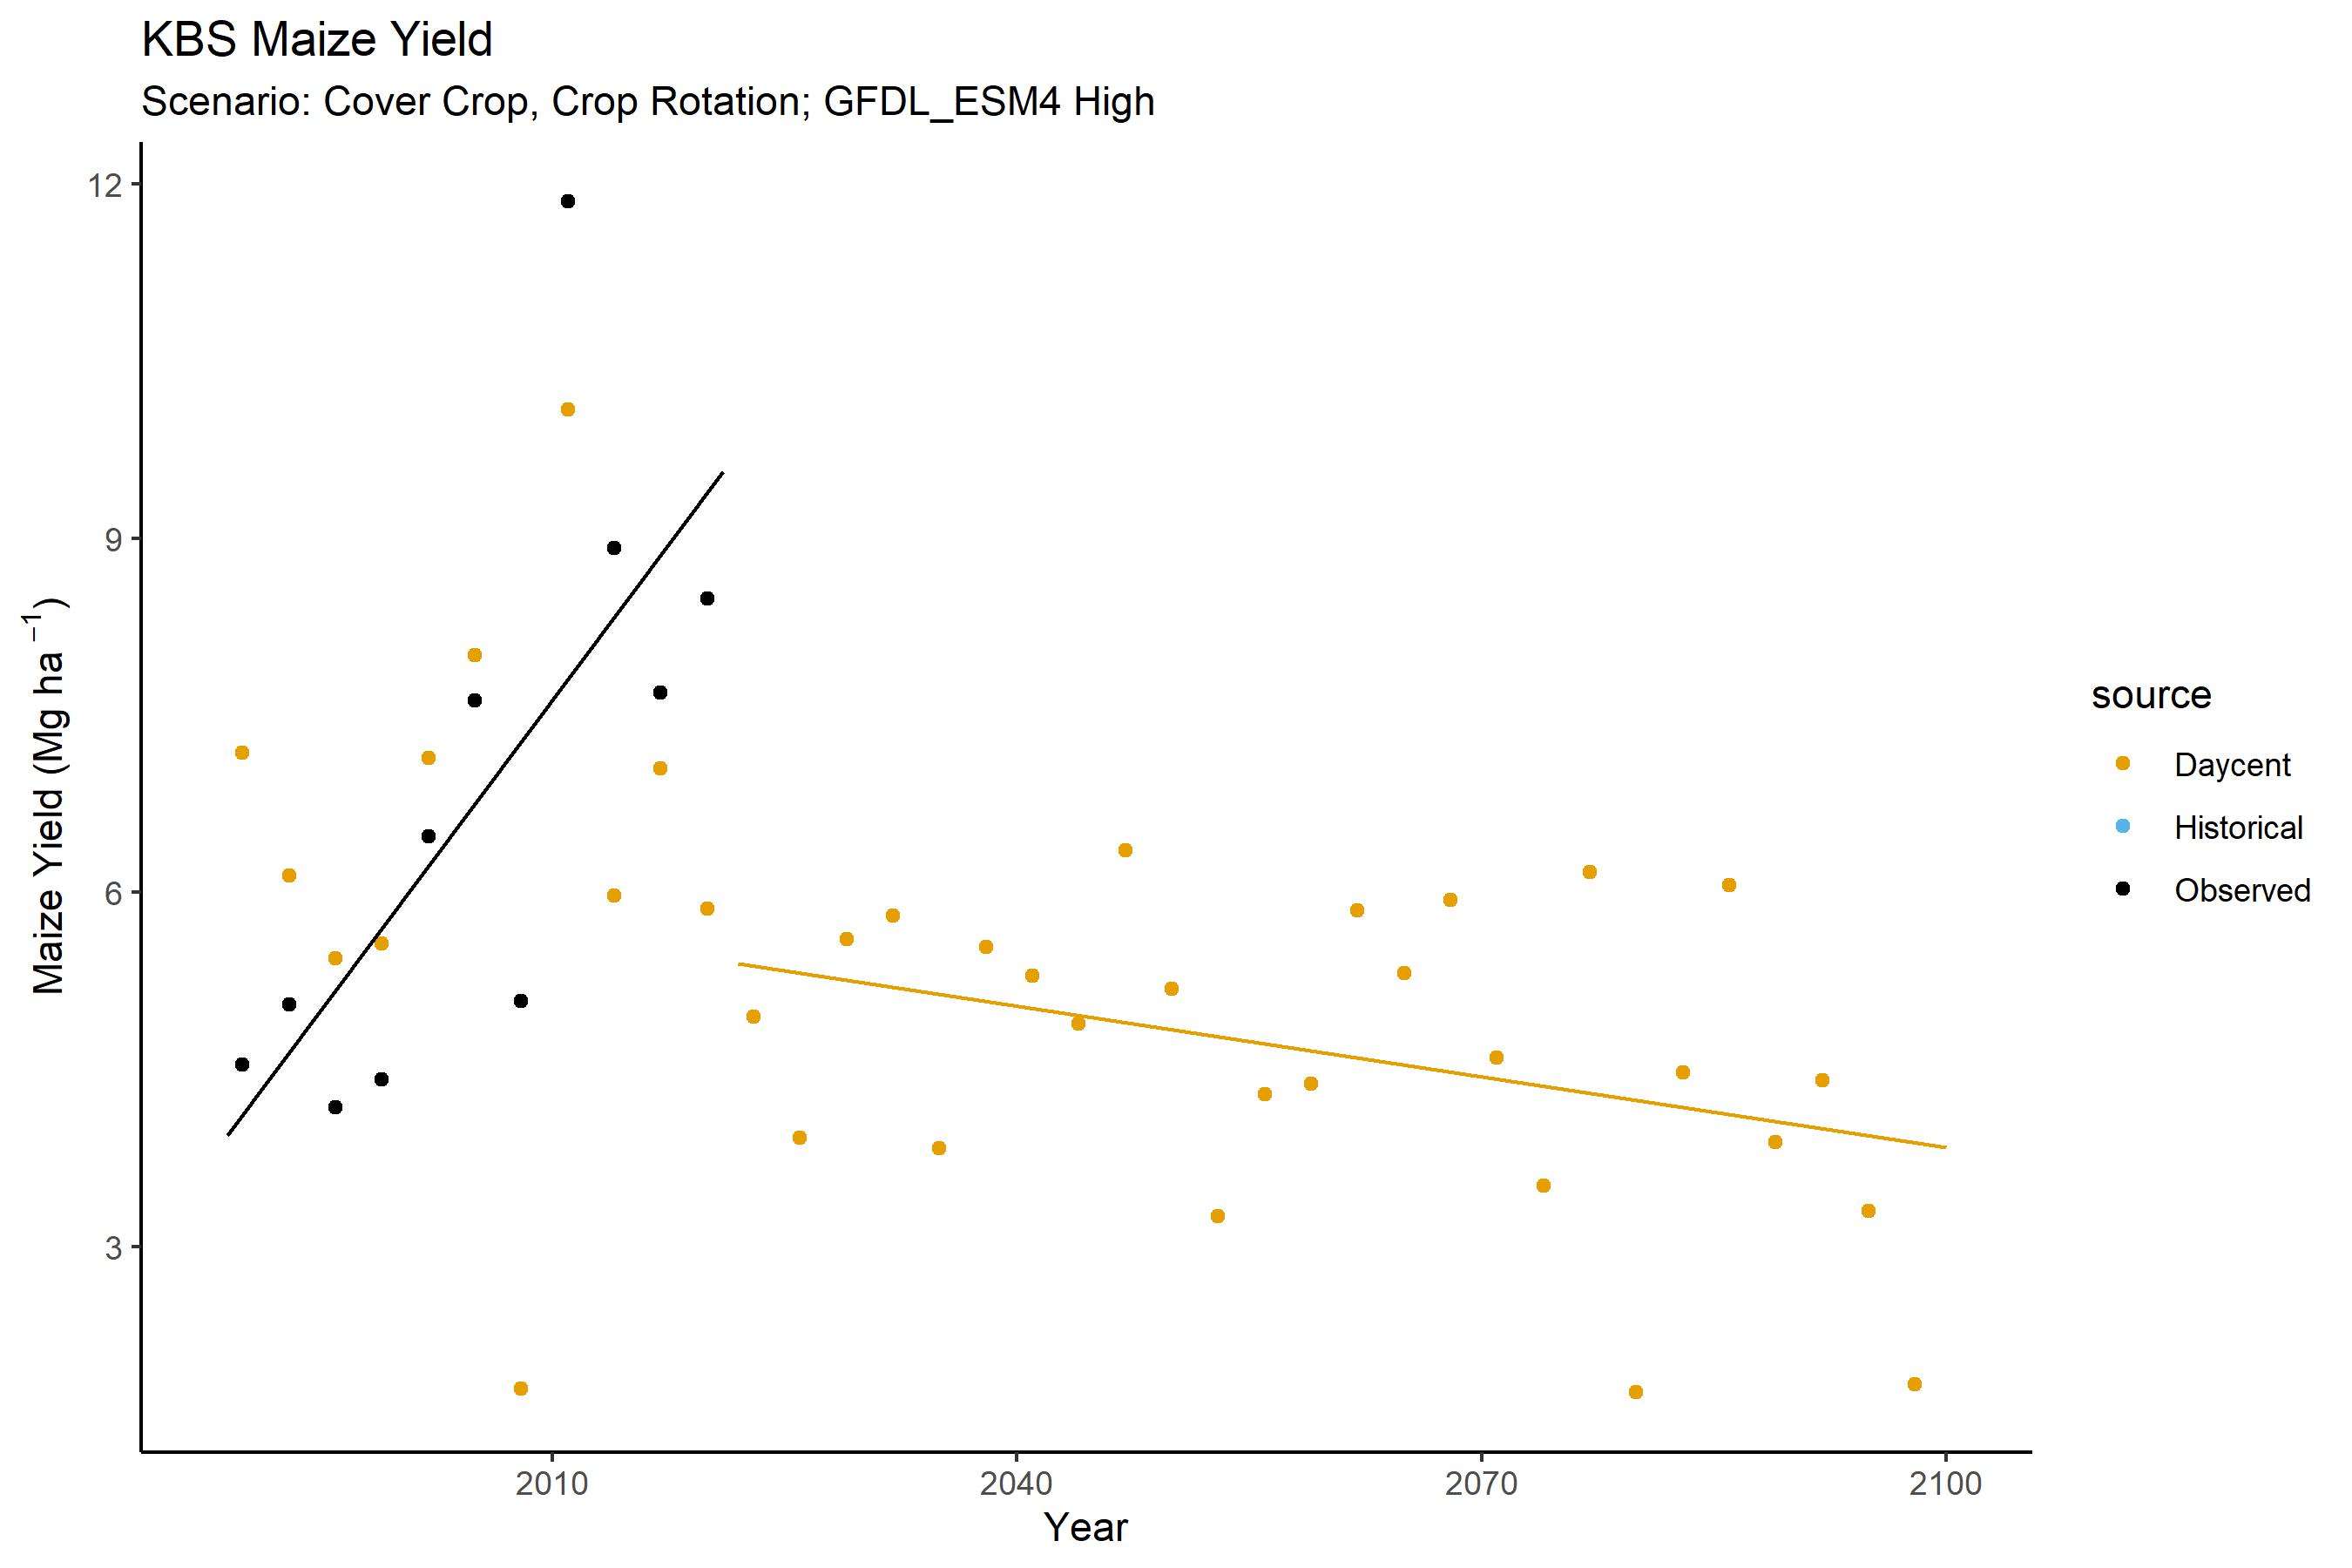 KBS Maize Yield
Scenario: Cover Crop, Crop Rotation; GFDL_ESM4 High
12
9
6
3
Maize Yield (Mg ha −1)
2010 2040 2070 2100
Year
source
Daycent
Historical
Observed